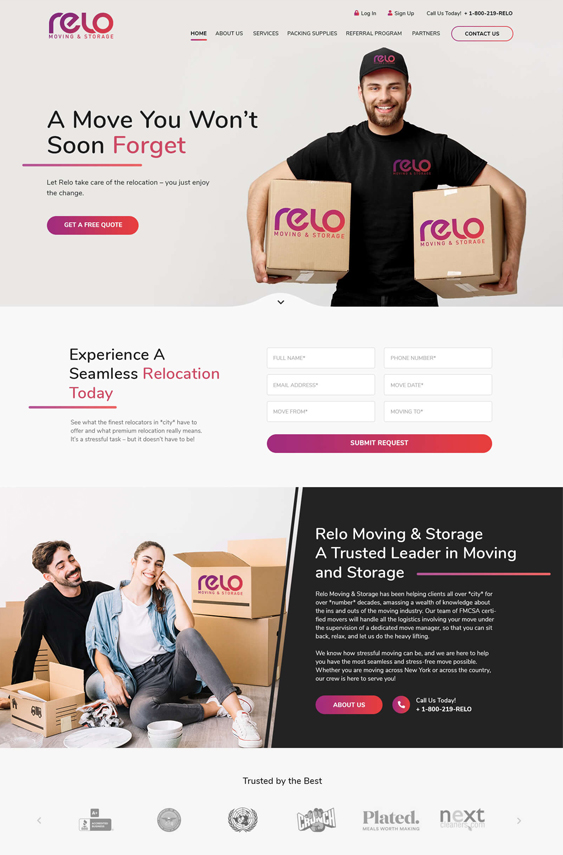 relo
MOVING & STORAGE
Log In
Sign Up
Call Us Today! + 1-800-219-RELO
HOME
ABOUT US
SERVICES
PACKING SUPPLIES
REFERRAL PROGRAM
PARTNERS
CONTACT US
A Move You Won't
Soon Forget
Let Relo take care of the relocation – you just enjoy
the change.
GET A FREE QUOTE
relo
relo
MOVING & STORAGE
relo
MOVING & STORAGE
relo
MOVING & STORAGE
Experience A
Seamless Relocation
Today
See what the finest relocators in *city* have to
offer and what premium relocation really means.
It's a stressful task – but it doesn't have to be!
FULL NAME*
PHONE NUMBER*
EMAIL ADDRESS*
MOVE DATE*
MOVE FROM*
MOVING TO*
SUBMIT REQUEST
relo
MOVING & STORAGE
Relo Moving & Storage
A Trusted Leader in Moving
and Storage
Relo Moving & Storage has been helping clients all over *city* for
over *number* decades, amassing a wealth of knowledge about
the ins and outs of the moving industry. Our team of FMCSA certi-
fied movers will handle all the logistics involving your move under
the supervision of a dedicated move manager, so that you can sit
back, relax, and let us do the heavy lifting.
We know how stressful moving can be, and we are here to help
you have the most seamless and stress-free move possible.
Whether you are moving across New York or across the country,
our crew is here to serve you!
ABOUT US
Call Us Today!
+ 1-800-219-RELO
Trusted by the Best
A+
BBB
CRUNCH
Plated.
MEALS WORTH MAKING
next
cleaners.com